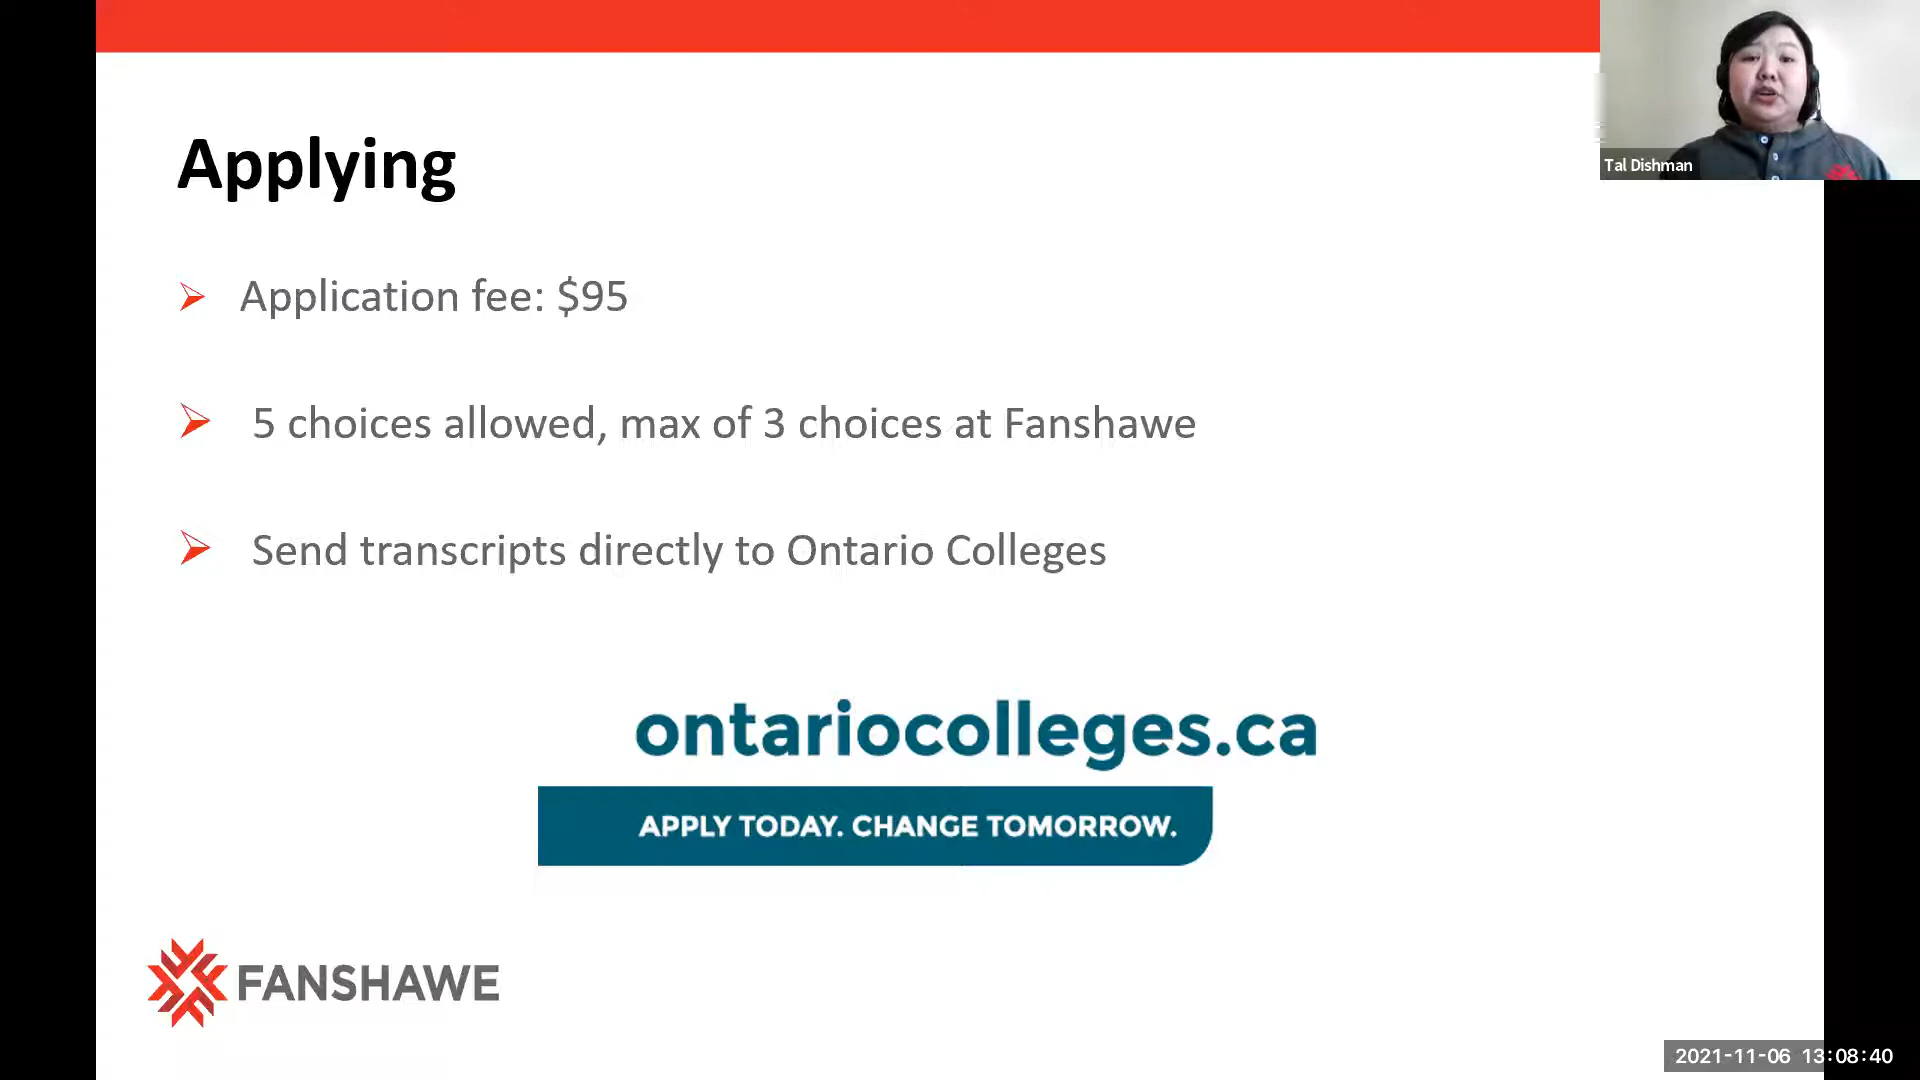 Applying
Tal Dishman
Application fee: $95
5 choices allowed, max of 3 choices at Fanshawe
Send transcripts directly to Ontario Colleges
ontariocolleges.ca
APPLY TODAY. CHANGE TOMORROW.
FANSHAWE
2021-11-06 13:08:40